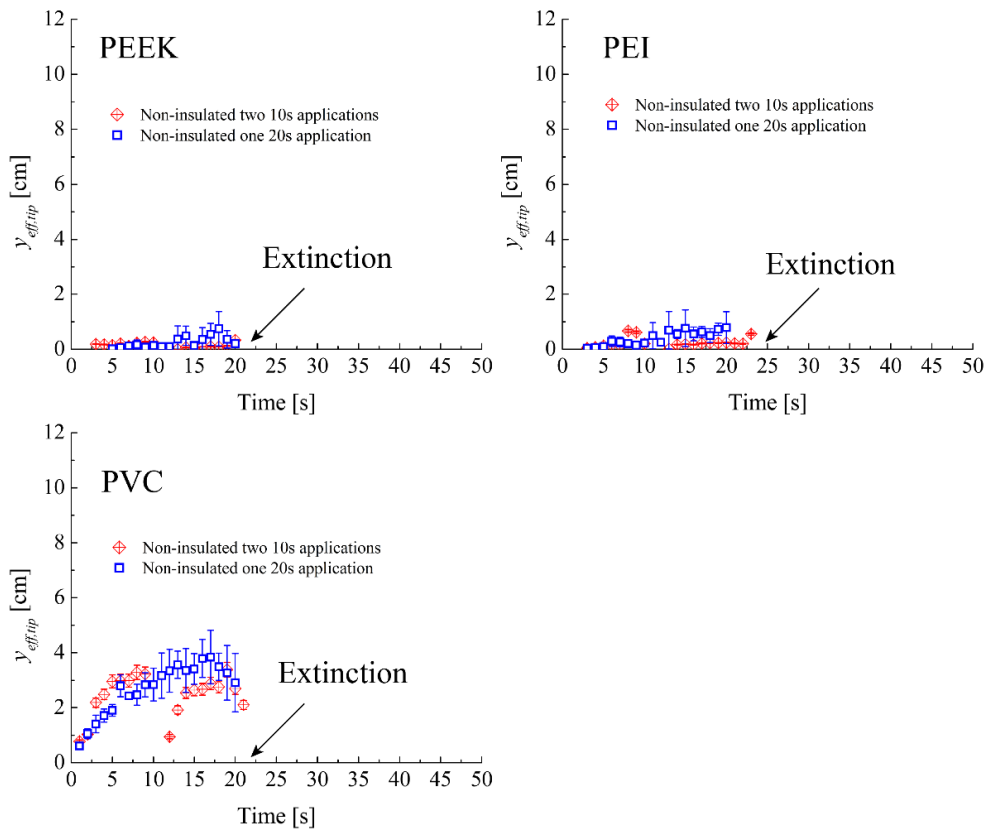 PEEK
Non-insulated two 10s applications
Non-insulated one 20s application
Extinction
y_eff,tip [cm]
12
10
8
6
4
2
0
0 5 10 15 20 25 30 35 40 45 50
Time [s]
PEI
Non-insulated two 10s applications
Non-insulated one 20s application
Extinction
y_eff,tip [cm]
12
10
8
6
4
2
0
0 5 10 15 20 25 30 35 40 45 50
Time [s]
PVC
Non-insulated two 10s applications
Non-insulated one 20s application
Extinction
y_eff,tip [cm]
12
10
8
6
4
2
0
0 5 10 15 20 25 30 35 40 45 50
Time [s]